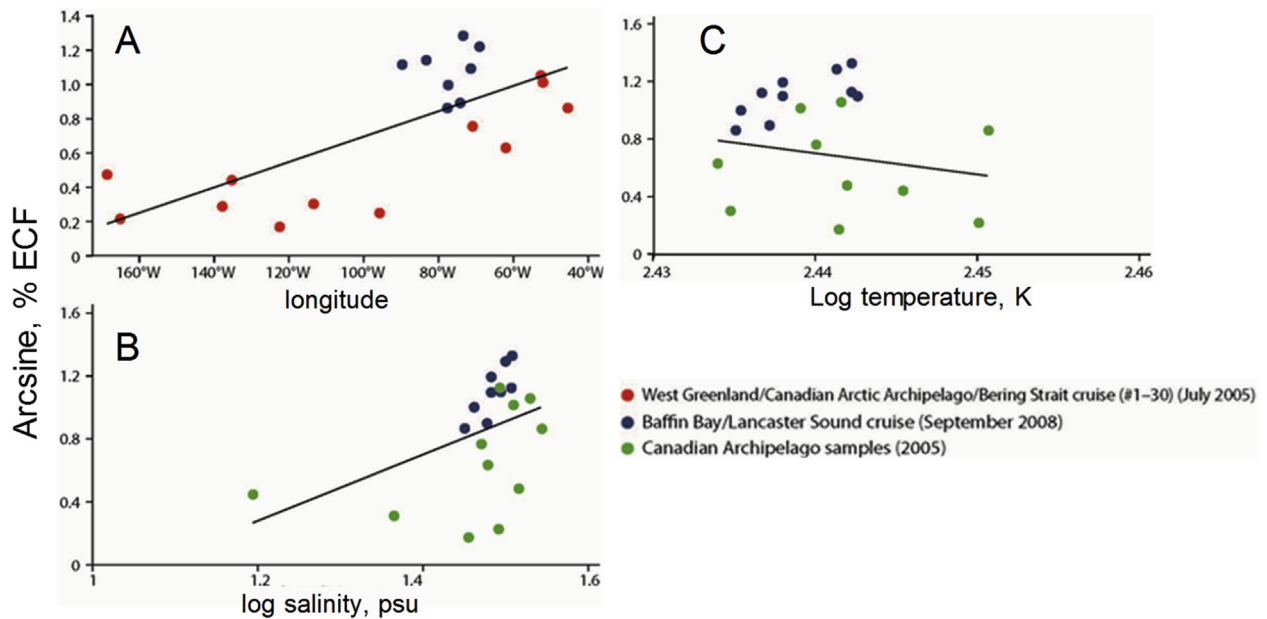 Arcsine, % ECF
A
1.4
1.2
1.0
0.8
0.6
0.4
0.2
0
160°W 140°W 120°W 100°W 80°W 60°W 40°W
longitude
B
1.6
1.2
0.8
0.4
0
1 1.2 1.4 1.6
log salinity, psu
C
1.6
1.2
0.8
0.4
0
2.43 2.44 2.45 2.46
Log temperature, K
West Greenland/Canadian Arctic Archipelago/Bering Strait cruise (#1–30) (July 2005)
Baffin Bay/Lancaster Sound cruise (September 2008)
Canadian Archipelago samples (2005)